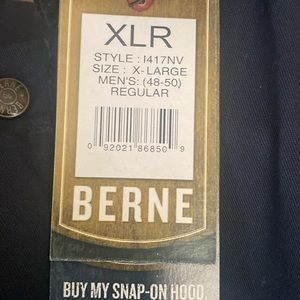 XLR
STYLE : I417NV
SIZE : X-LARGE
MEN'S: (48-50)
REGULAR
0 92021 86850 9
BERNE
BUY MY SNAP-ON HOOD